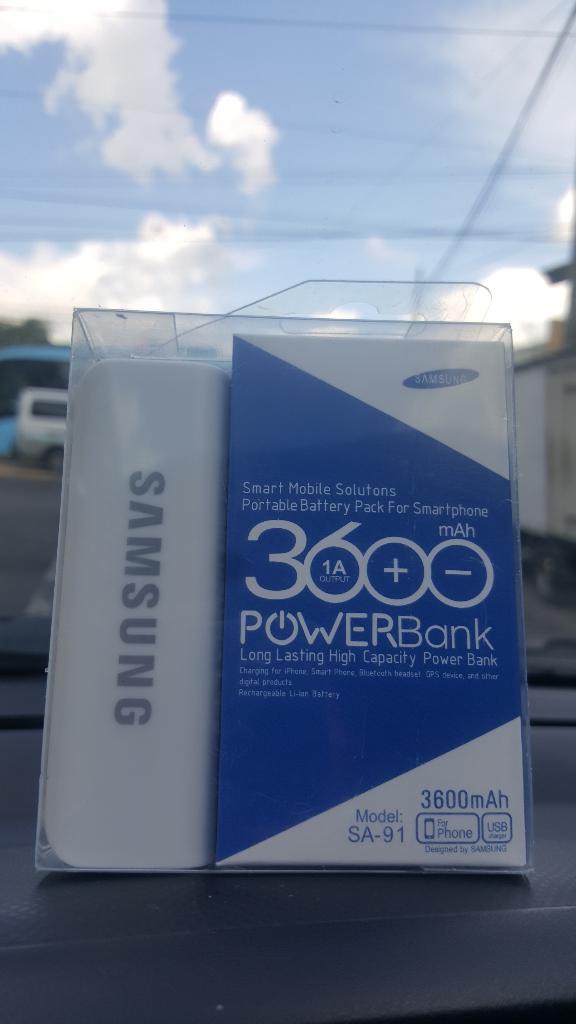 SAMSUNG
SAMSUNG
Smart Mobile Solutons
Portable Battery Pack For Smartphone
mAh
3600
1A
OUTPUT
+ −
POWERBank
Long Lasting High Capacity Power Bank
Charging for iPhone, Smart Phone, Bluetooth headset, GPS device, and other
digital products
Rechargeable Li-ion Battery
3600mAh
Model:
SA-91
For
Phone
USB
charger
Designed by SAMSUNG